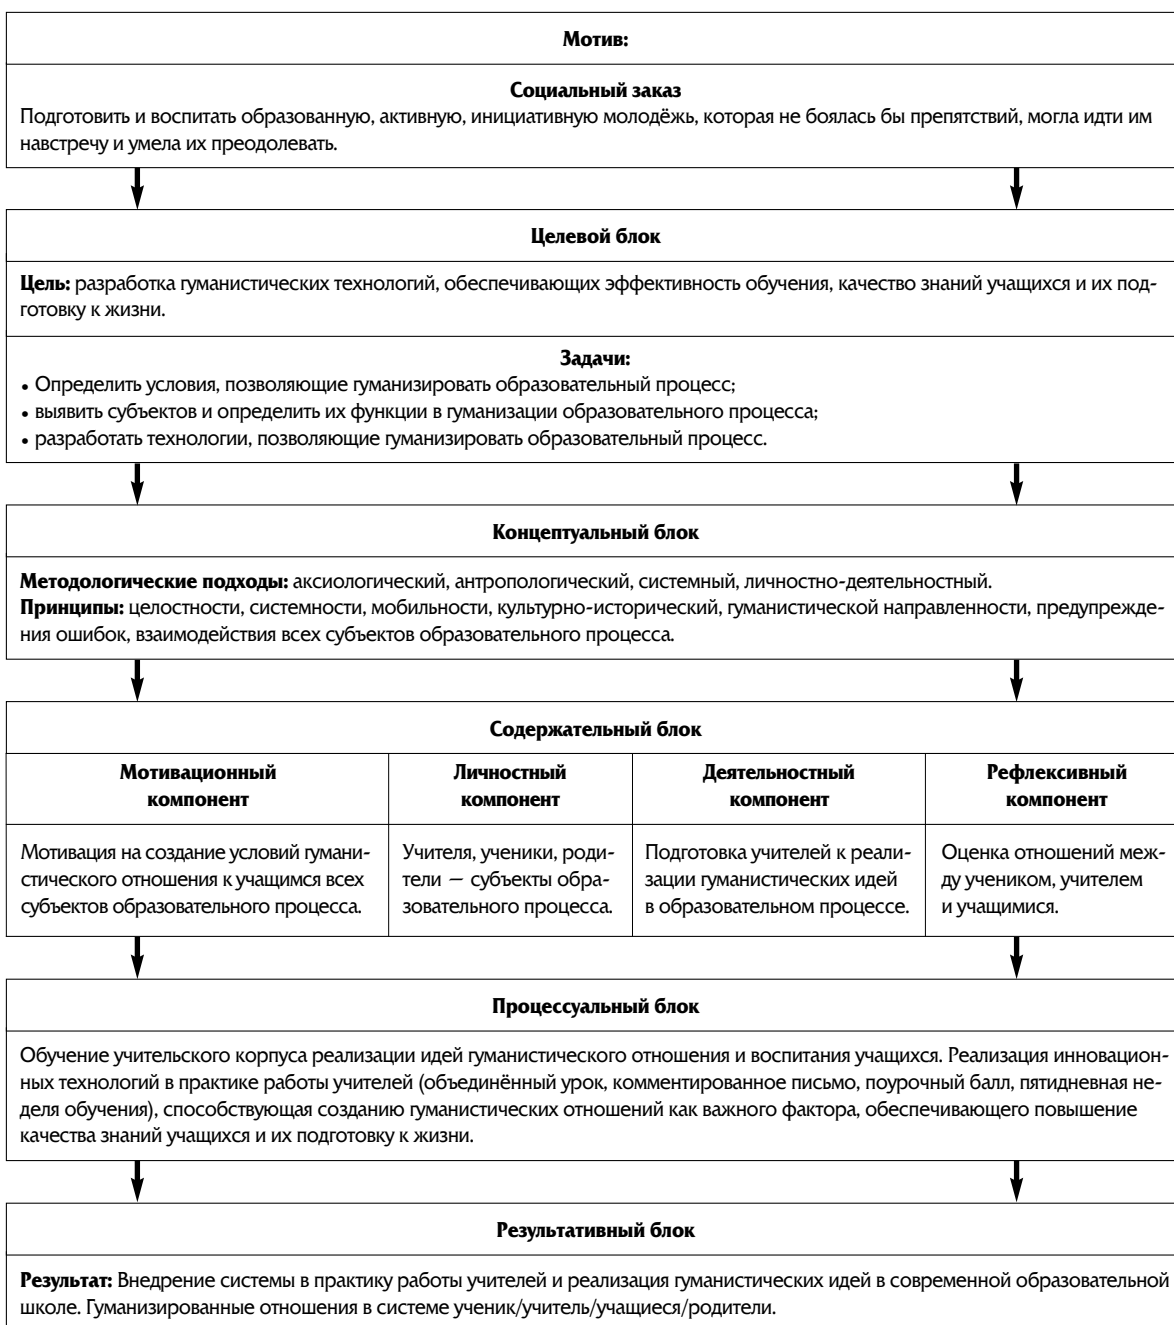 Мотив:
Социальный заказ
Подготовить и воспитать образованную, активную, инициативную молодёжь, которая не боялась бы препятствий, могла идти им
навстречу и умела их преодолевать.
Целевой блок
Цель: разработка гуманистических технологий, обеспечивающих эффективность обучения, качество знаний учащихся и их под-
готовку к жизни.
Задачи:
• Определить условия, позволяющие гуманизировать образовательный процесс;
• выявить субъектов и определить их функции в гуманизации образовательного процесса;
• разработать технологии, позволяющие гуманизировать образовательный процесс.
Концептуальный блок
Методологические подходы: аксиологический, антропологический, системный, личностно-деятельностный.
Принципы: целостности, системности, мобильности, культурно-исторический, гуманистической направленности, предупрежде-
ния ошибок, взаимодействия всех субъектов образовательного процесса.
Содержательный блок
Мотивационный
компонент
Личностный
компонент
Деятельностный
компонент
Рефлексивный
компонент
Мотивация на создание условий гумани-
стического отношения к учащимся всех
субъектов образовательного процесса.
Учителя, ученики, роди-
тели — субъекты обра-
зовательного процесса.
Подготовка учителей к реали-
зации гуманистических идей
в образовательном процессе.
Оценка отношений меж-
ду учеником, учителем
и учащимися.
Процессуальный блок
Обучение учительского корпуса реализации идей гуманистического отношения и воспитания учащихся. Реализация инновацион-
ных технологий в практике работы учителей (объединённый урок, комментированное письмо, поурочный балл, пятидневная не-
деля обучения), способствующая созданию гуманистических отношений как важного фактора, обеспечивающего повышение
качества знаний учащихся и их подготовку к жизни.
Результативный блок
Результат: Внедрение системы в практику работы учителей и реализация гуманистических идей в современной образовательной
школе. Гуманизированные отношения в системе ученик/учитель/учащиеся/родители.